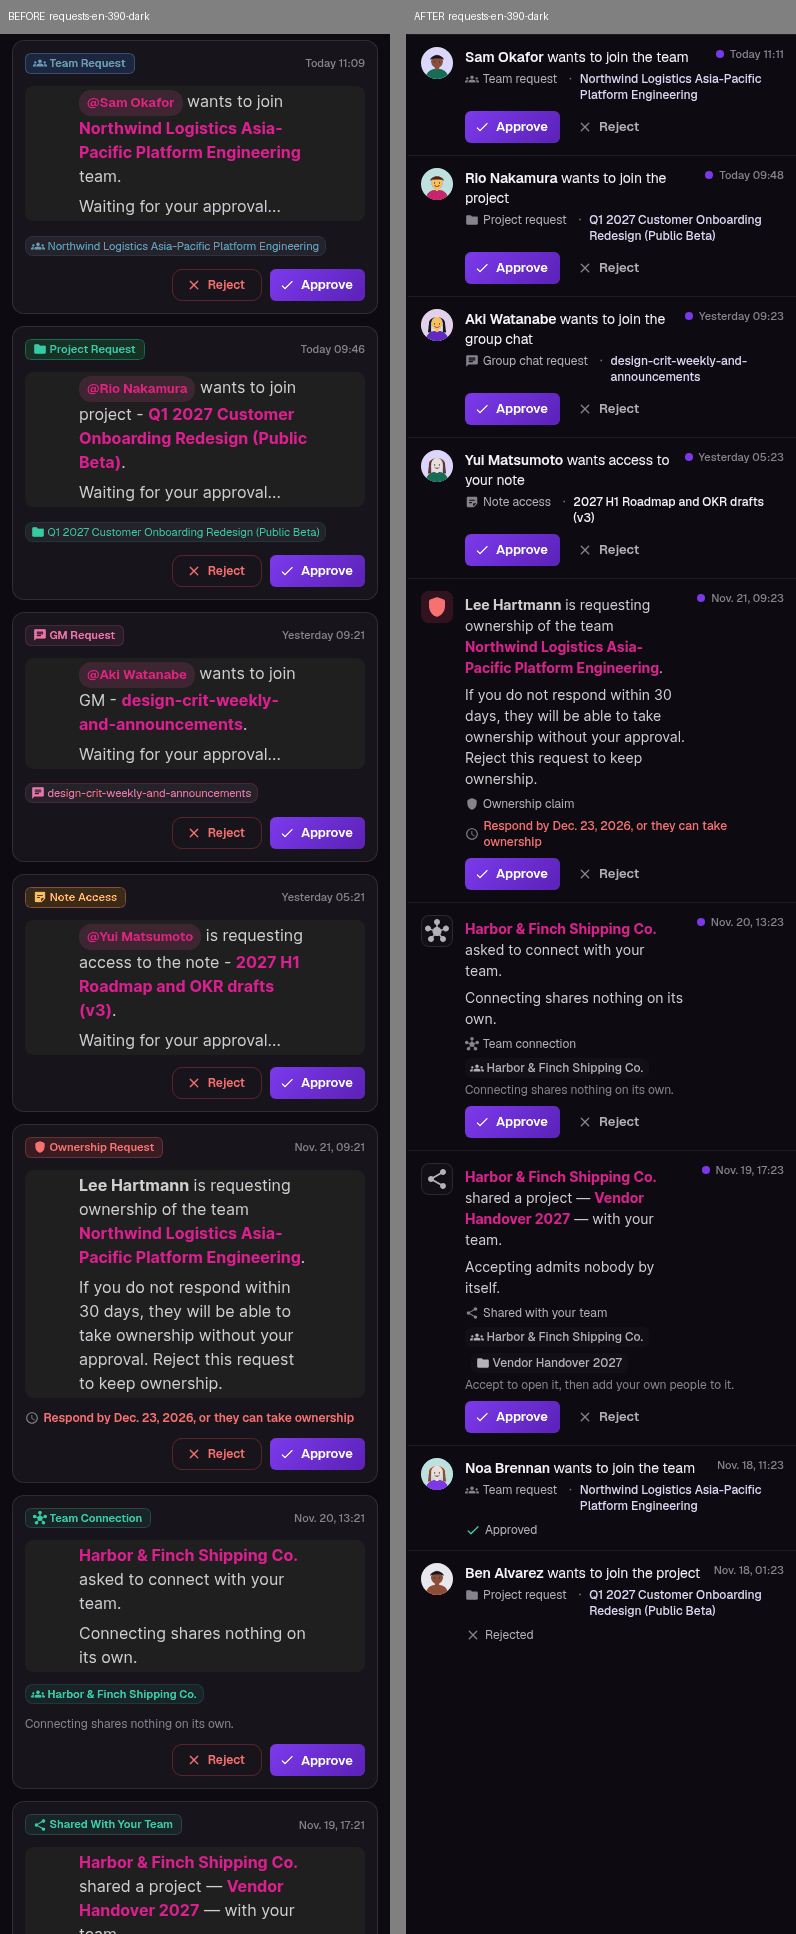 BEFORE requests-en-390-dark
Team Request
Today 11:09
@Sam Okafor wants to join
Northwind Logistics Asia-
Pacific Platform Engineering
team.
Waiting for your approval...
Northwind Logistics Asia-Pacific Platform Engineering
Reject
Approve
Project Request
Today 09:46
@Rio Nakamura wants to join
project - Q1 2027 Customer
Onboarding Redesign (Public
Beta).
Waiting for your approval...
Q1 2027 Customer Onboarding Redesign (Public Beta)
Reject
Approve
GM Request
Yesterday 09:21
@Aki Watanabe wants to join
GM - design-crit-weekly-
and-announcements.
Waiting for your approval...
design-crit-weekly-and-announcements
Reject
Approve
Note Access
Yesterday 05:21
@Yui Matsumoto is requesting
access to the note - 2027 H1
Roadmap and OKR drafts
(v3).
Waiting for your approval...
Reject
Approve
Ownership Request
Nov. 21, 09:21
Lee Hartmann is requesting
ownership of the team
Northwind Logistics Asia-
Pacific Platform Engineering.
If you do not respond within
30 days, they will be able to
take ownership without your
approval. Reject this request
to keep ownership.
Respond by Dec. 23, 2026, or they can take ownership
Reject
Approve
Team Connection
Nov. 20, 13:21
Harbor & Finch Shipping Co.
asked to connect with your
team.
Connecting shares nothing on
its own.
Harbor & Finch Shipping Co.
Connecting shares nothing on its own.
Reject
Approve
Shared With Your Team
Nov. 19, 17:21
Harbor & Finch Shipping Co.
shared a project — Vendor
Handover 2027 — with your
team.
AFTER requests-en-390-dark
Sam Okafor wants to join the team
Today 11:11
Team request · Northwind Logistics Asia-Pacific
Platform Engineering
Approve
Reject
Rio Nakamura wants to join the
project
Today 09:48
Project request · Q1 2027 Customer Onboarding
Redesign (Public Beta)
Approve
Reject
Aki Watanabe wants to join the
group chat
Yesterday 09:23
Group chat request · design-crit-weekly-and-
announcements
Approve
Reject
Yui Matsumoto wants access to
your note
Yesterday 05:23
Note access · 2027 H1 Roadmap and OKR drafts
(v3)
Approve
Reject
Lee Hartmann is requesting
ownership of the team
Northwind Logistics Asia-
Pacific Platform Engineering.
Nov. 21, 09:23
If you do not respond within 30
days, they will be able to take
ownership without your approval.
Reject this request to keep
ownership.
Ownership claim
Respond by Dec. 23, 2026, or they can take
ownership
Approve
Reject
Harbor & Finch Shipping Co.
asked to connect with your
team.
Nov. 20, 13:23
Connecting shares nothing on its
own.
Team connection
Harbor & Finch Shipping Co.
Connecting shares nothing on its own.
Approve
Reject
Harbor & Finch Shipping Co.
shared a project — Vendor
Handover 2027 — with your
team.
Nov. 19, 17:23
Accepting admits nobody by
itself.
Shared with your team
Harbor & Finch Shipping Co.
Vendor Handover 2027
Accept to open it, then add your own people to it.
Approve
Reject
Noa Brennan wants to join the team
Nov. 18, 11:23
Team request · Northwind Logistics Asia-Pacific
Platform Engineering
Approved
Ben Alvarez wants to join the project
Nov. 18, 01:23
Project request · Q1 2027 Customer Onboarding
Redesign (Public Beta)
Rejected